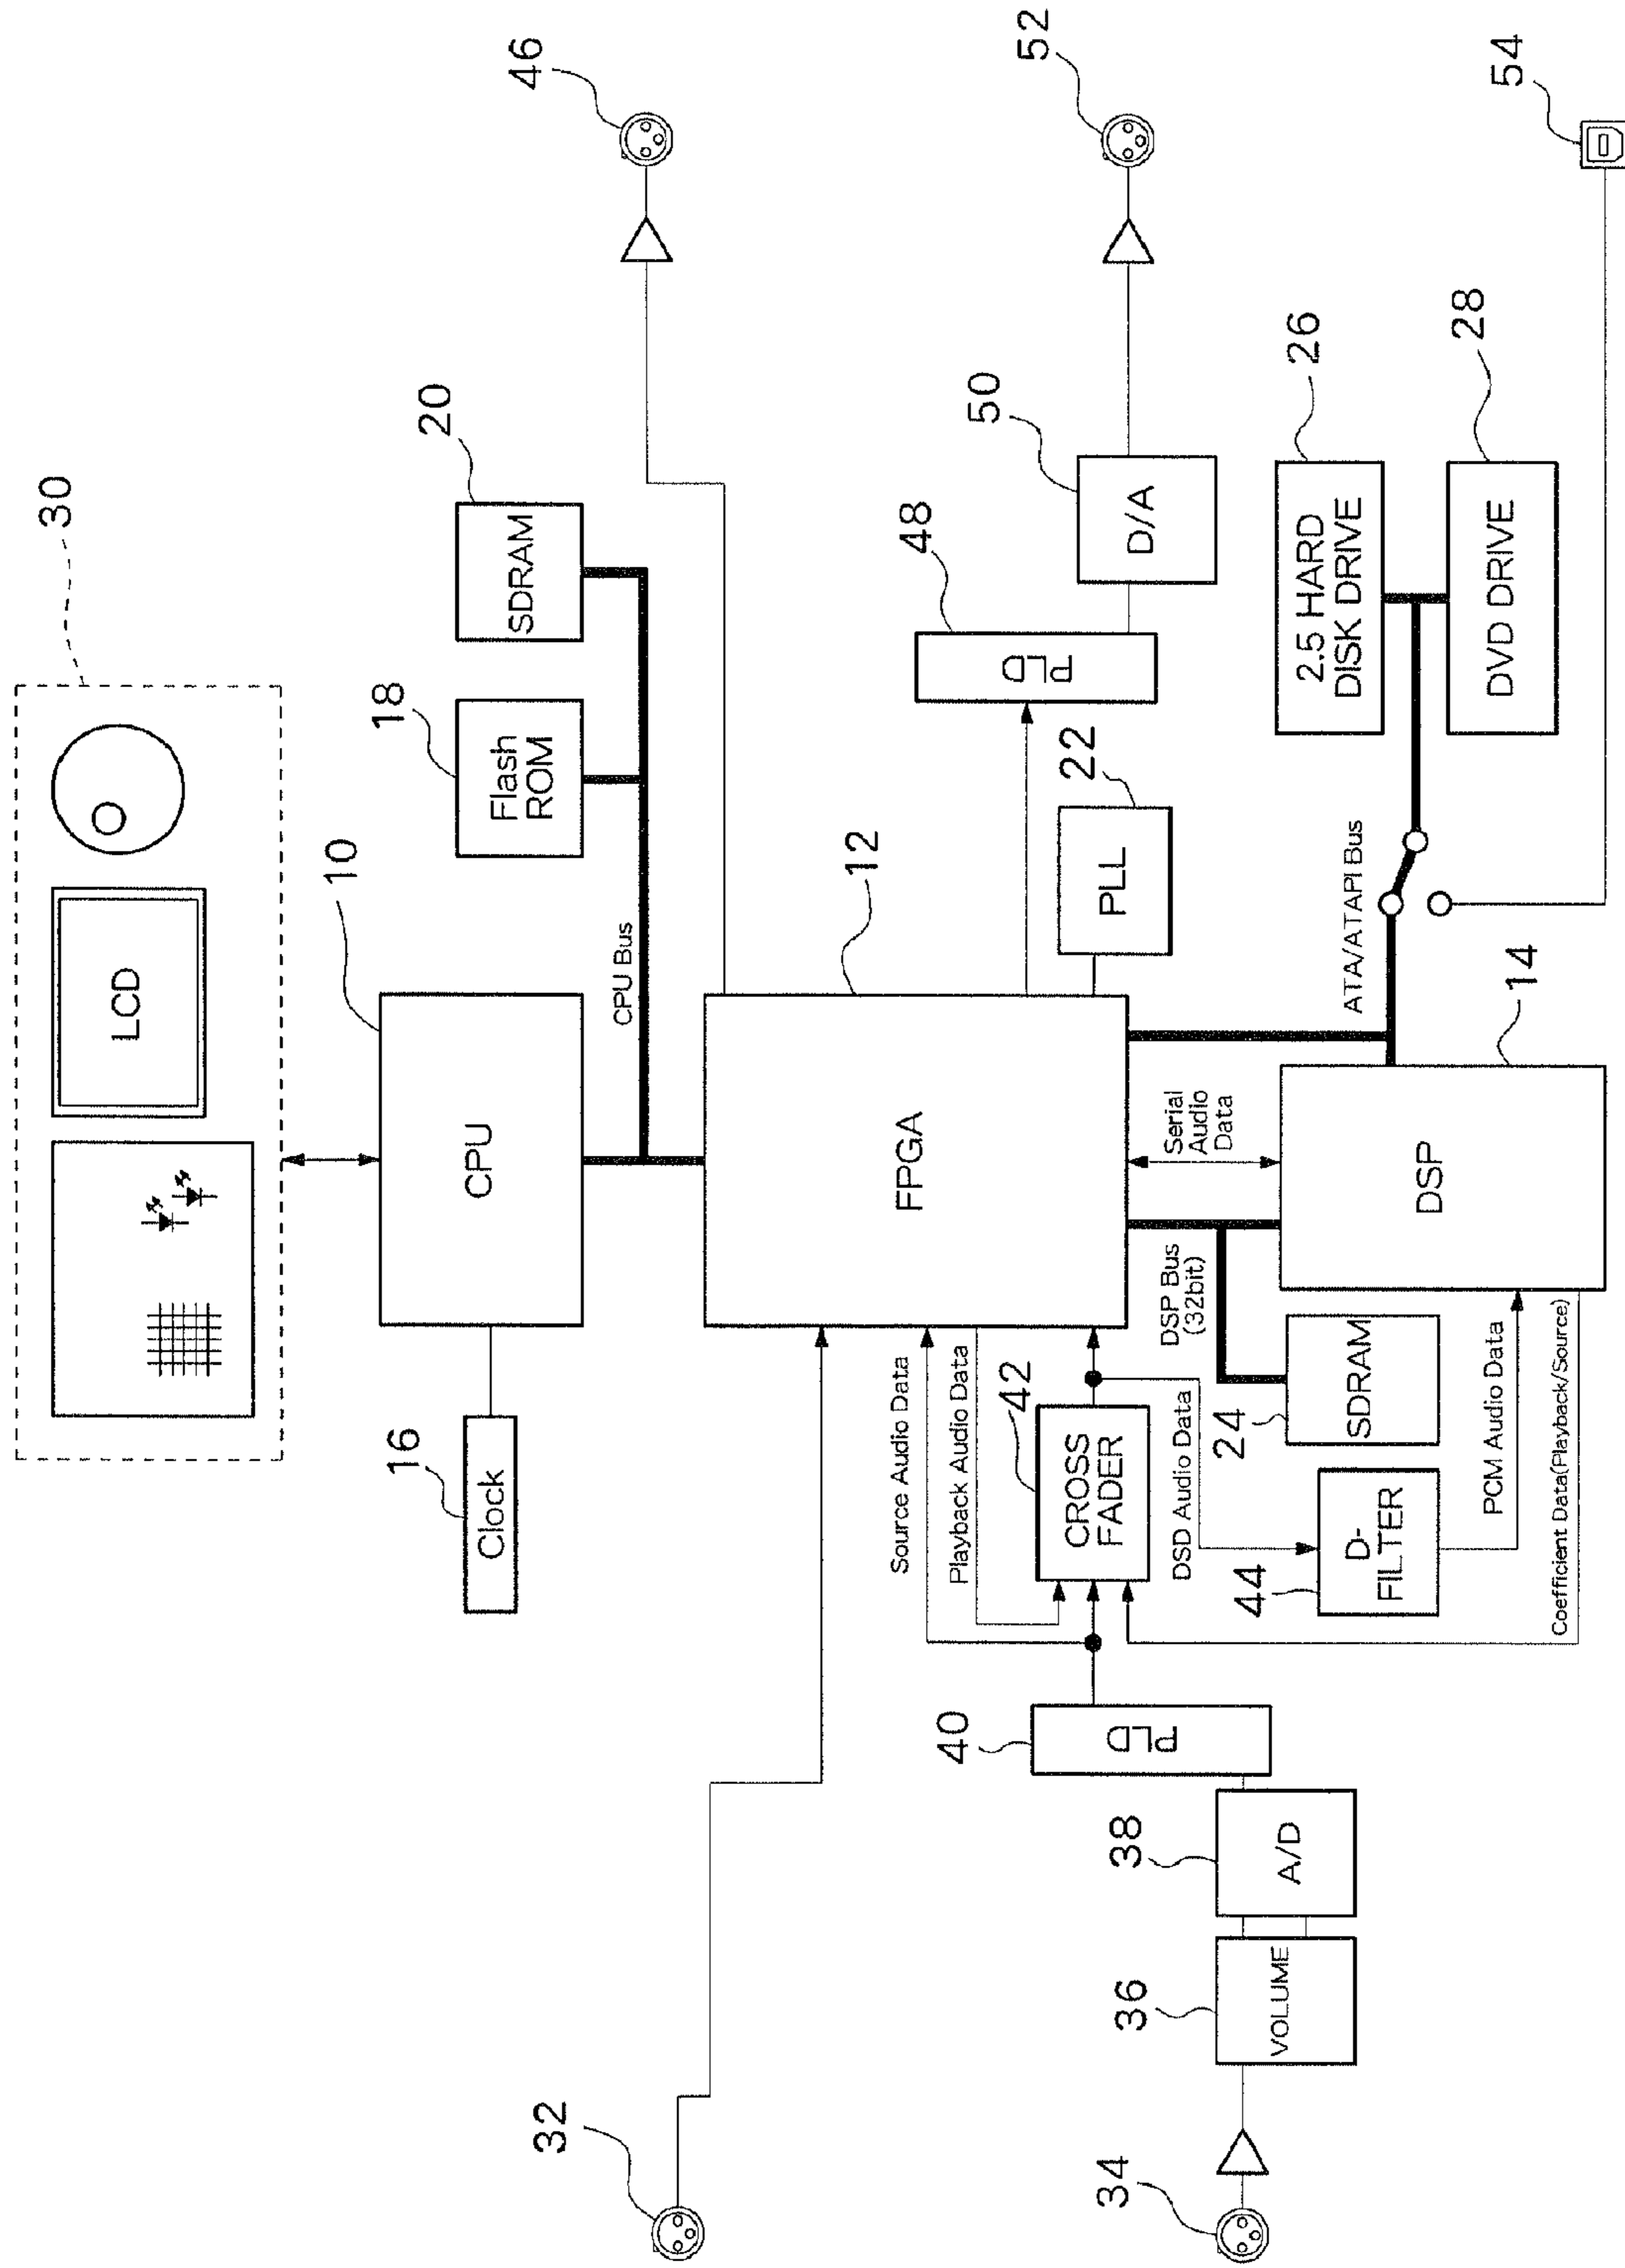 30
LCD
10
CPU
16
Clock
18
Flash
ROM
20
SDRAM
CPU Bus
46
32
12
FPGA
Source Audio Data
Playback Audio Data
42
CROSS
FADER
DSD Audio Data
40
PLD
38
A/D
36
VOLUME
34
48
PLD
50
D/A
52
22
PLL
DSP Bus
(32bit)
Serial
Audio
Data
24
SDRAM
44
D-
FILTER
PCM Audio Data
Coefficient Data(Playback/Source)
14
DSP
ATA/ATAPI Bus
26
2.5 HARD
DISK DRIVE
28
DVD DRIVE
54